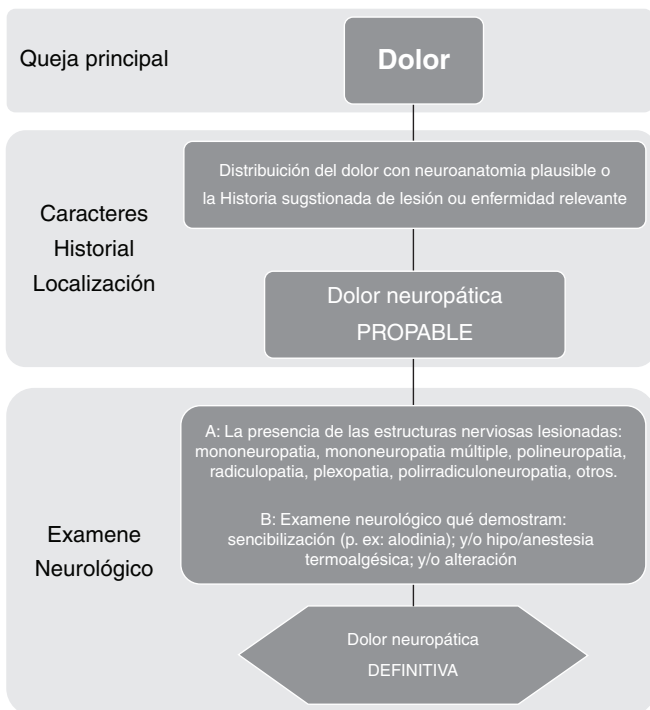 Queja principal
Dolor
Caracteres
Historial
Localización
Distribuición del dolor con neuroanatomia plausible o
la Historia sugstionada de lesión ou enfermidad relevante
Dolor neuropática
PROPABLE
Examene
Neurológico
A: La presencia de las estructuras nerviosas lesionadas:
mononeuropatia, mononeuropatia múltiple, polineuropatia,
radiculopatia, plexopatia, polirradiculoneuropatia, otros.
B: Examene neurológico qué demostram:
sencibilización (p. ex: alodinia); y/o hipo/anestesia
termoalgésica; y/o alteración
Dolor neuropática
DEFINITIVA